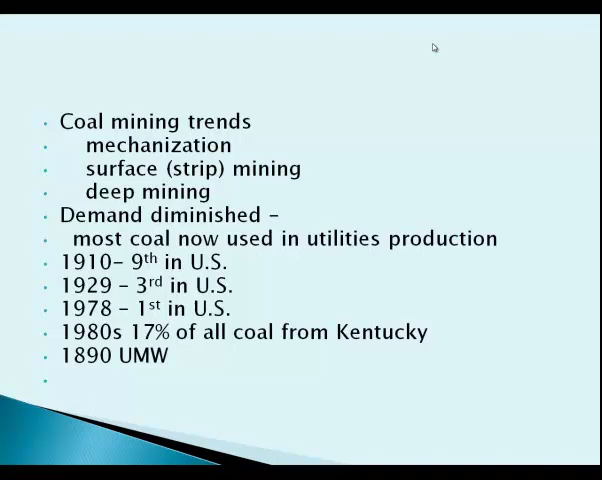 Coal mining trends
mechanization
surface (strip) mining
deep mining
Demand diminished –
most coal now used in utilities production
1910– 9th in U.S.
1929 – 3rd in U.S.
1978 – 1st in U.S.
1980s 17% of all coal from Kentucky
1890 UMW